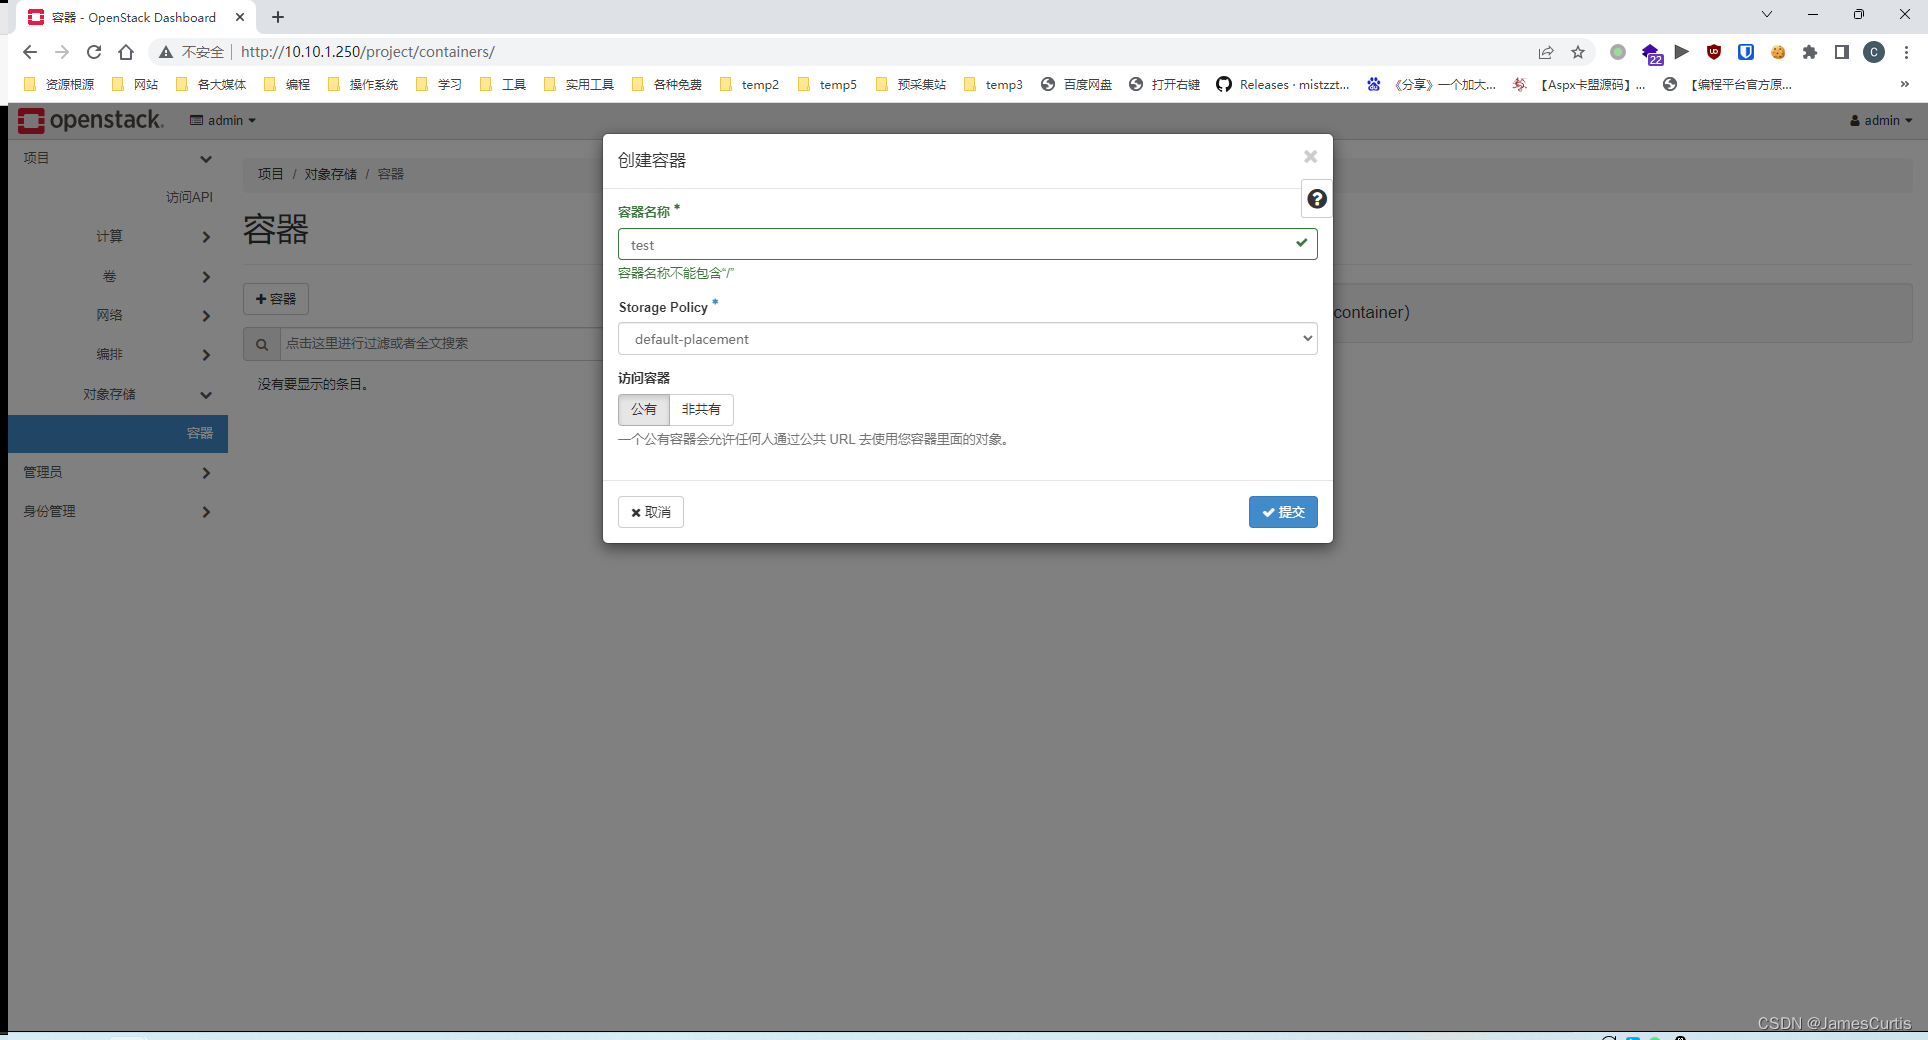 容器 - OpenStack Dashboard
不安全 http://10.10.1.250/project/containers/
22
C
资源根源 网站 各大媒体 编程 操作系统 学习 工具 实用工具 各种免费 temp2 temp5 预采集站 temp3 百度网盘 打开右键 Releases · mistzzt... 《分享》一个加大... 【Aspx卡盟源码】... 【编程平台官方原... »
openstack. admin admin
项目
访问API
计算
卷
网络
编排
对象存储
容器
管理员
身份管理
项目 / 对象存储 / 容器
容器
容器
点击这里进行过滤或者全文搜索
没有要显示的条目。
container)
创建容器
容器名称 *
test
容器名称不能包含“/”
Storage Policy *
default-placement
访问容器
公有 非共有
一个公有容器会允许任何人通过公共 URL 去使用您容器里面的对象。
取消 提交
CSDN @JamesCurtis